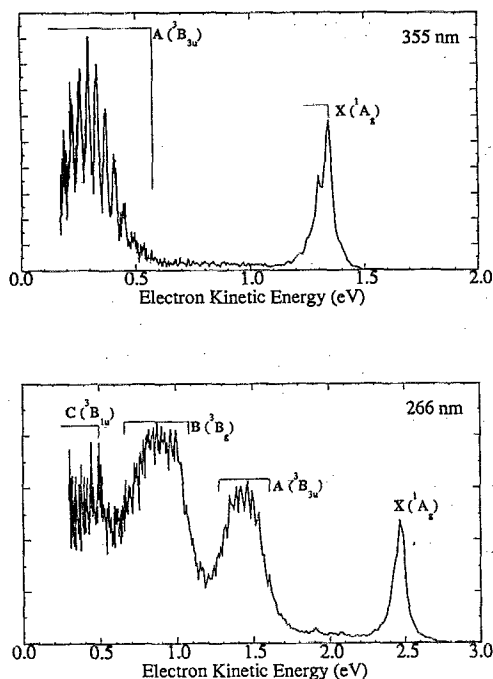 A (³B₃ᵤ)
355 nm
X (¹A_g)
0.0 0.5 1.0 1.5 2.0
Electron Kinetic Energy (eV)
C (³B₁ᵤ)
B (³B_g)
266 nm
A (³B₃ᵤ)
X (¹A_g)
0.0 0.5 1.0 1.5 2.0 2.5 3.0
Electron Kinetic Energy (eV)